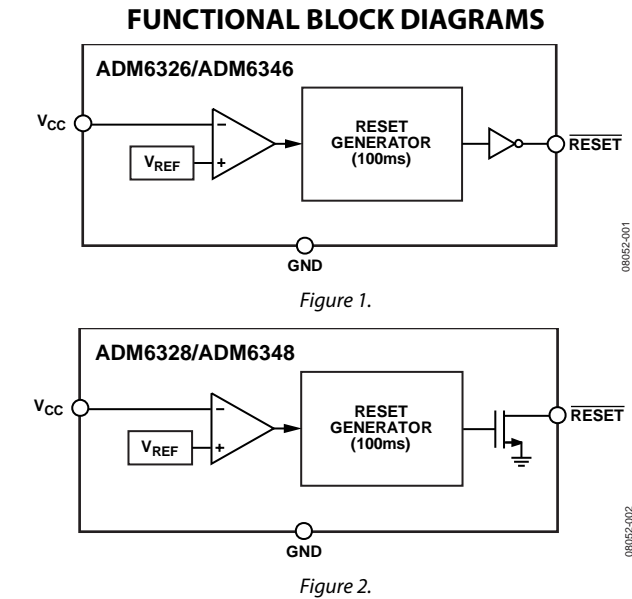 FUNCTIONAL BLOCK DIAGRAMS
ADM6326/ADM6346
VCC
VREF
−
+
RESET
GENERATOR
(100ms)
RESET
GND
08052-001
Figure 1.
ADM6328/ADM6348
VCC
VREF
−
+
RESET
GENERATOR
(100ms)
RESET
GND
08052-002
Figure 2.